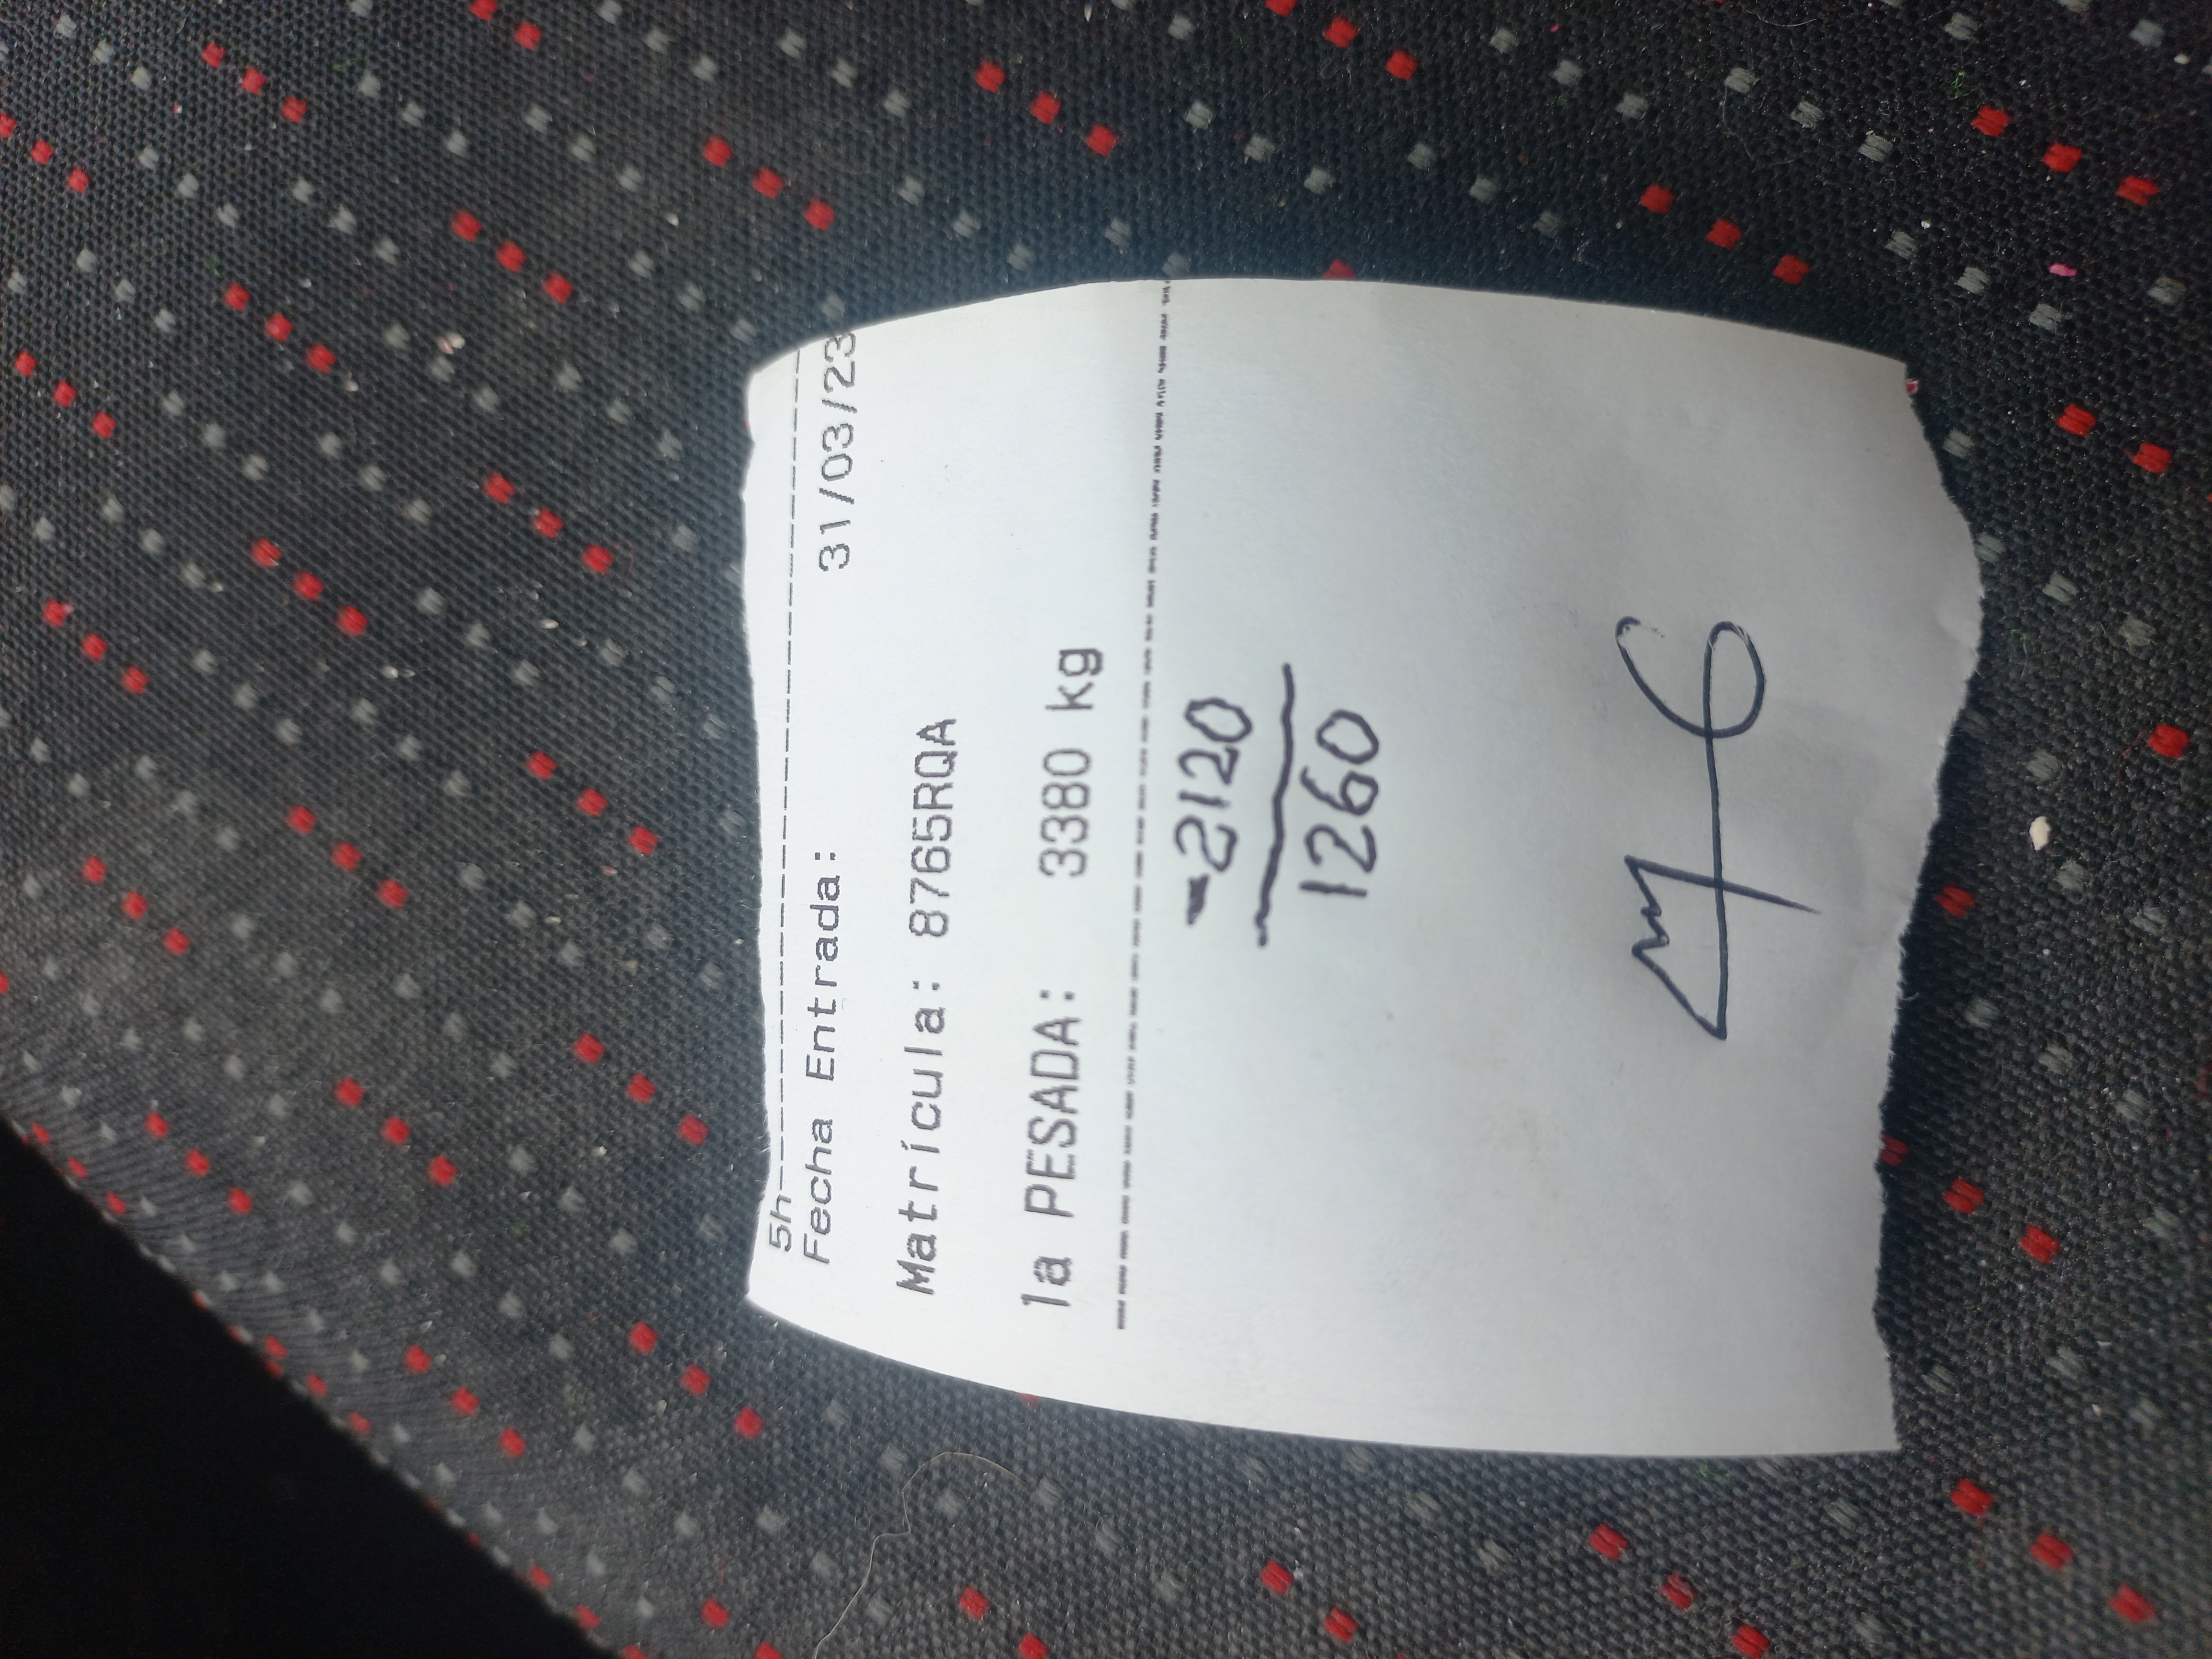 5h
Fecha Entrada: 31/03/23
Matrícula: 8765RQA
1a PESADA: 3380 kg
-2120
1260